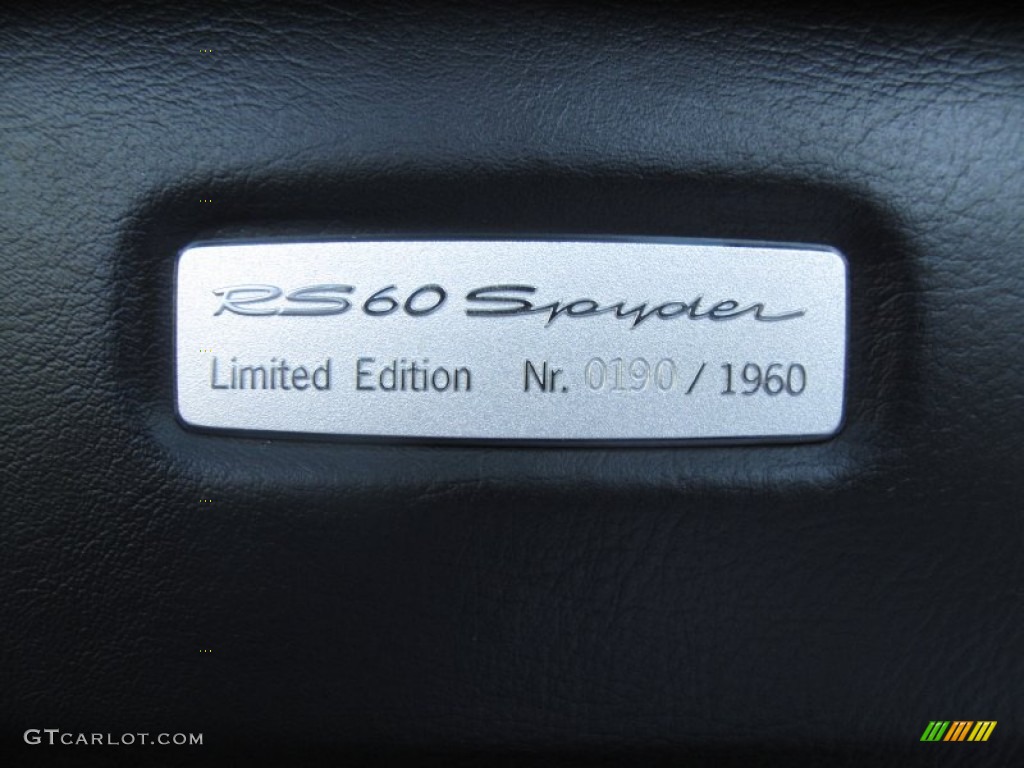 RS60 Spyder
Limited Edition Nr. 0190 / 1960
GTCARLOT.COM